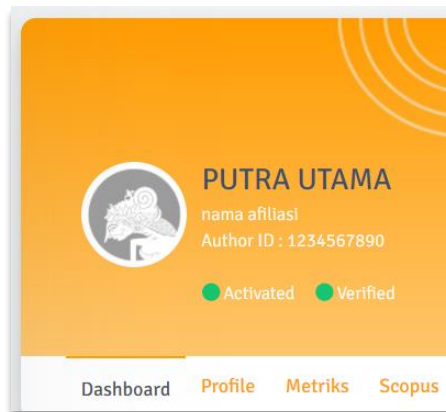 PUTRA UTAMA
nama afiliasi
Author ID : 1234567890
Activated Verified
Dashboard Profile Metriks Scopus